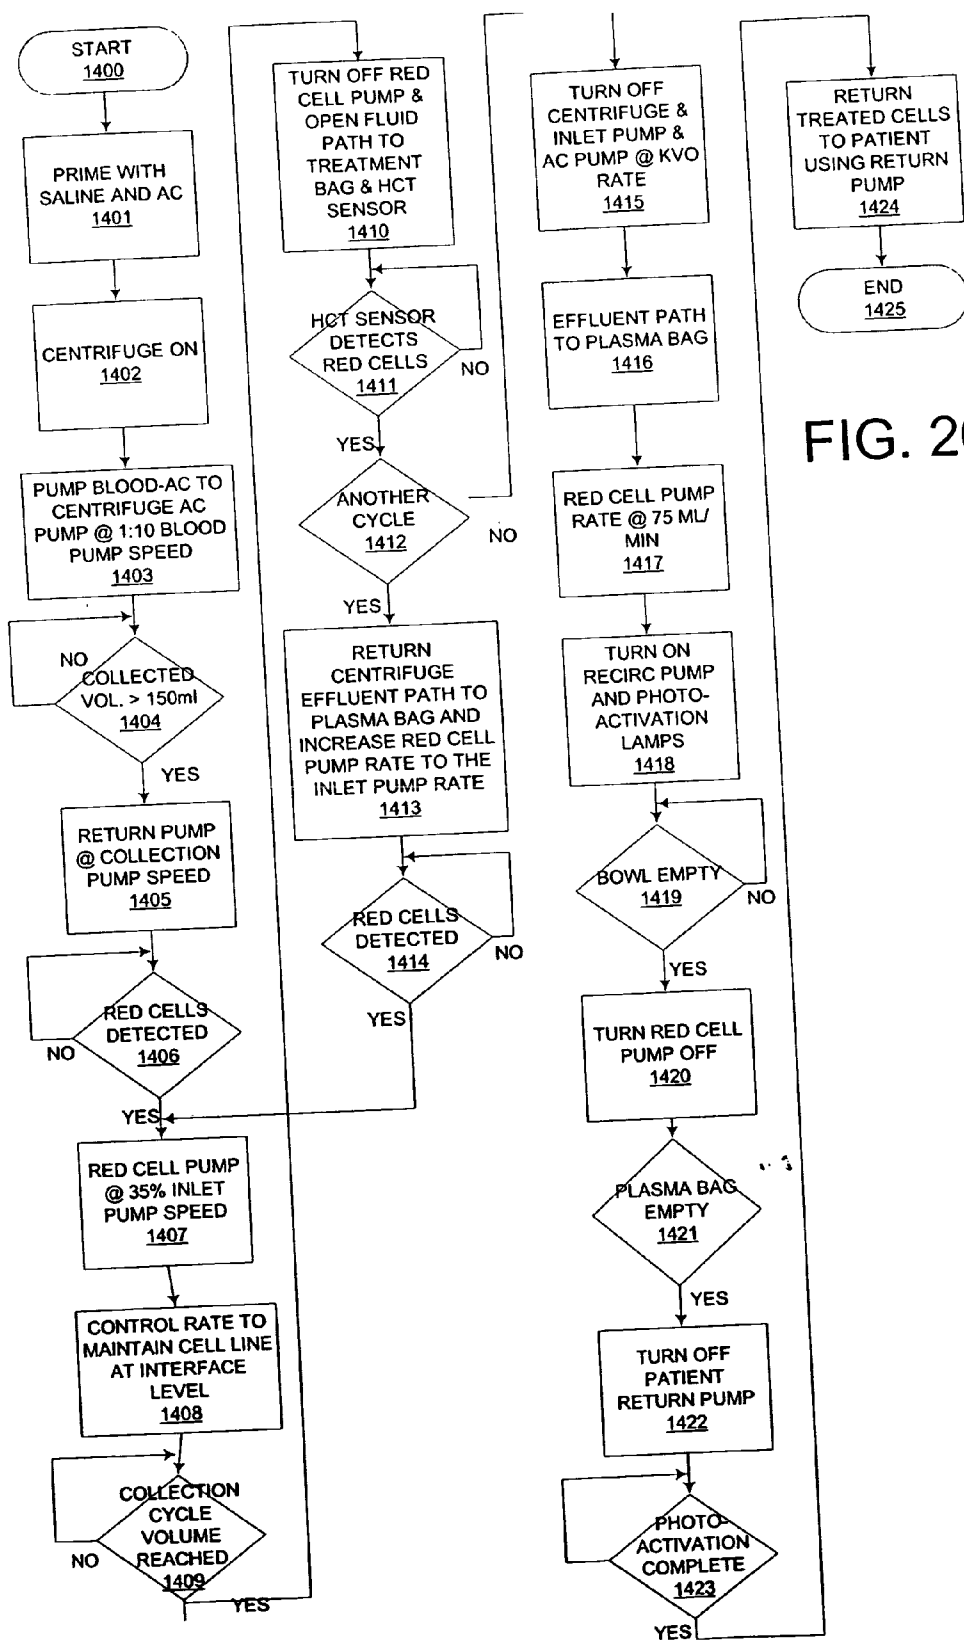 START
1400
PRIME WITH
SALINE AND AC
1401
CENTRIFUGE ON
1402
PUMP BLOOD-AC TO
CENTRIFUGE AC
PUMP @ 1:10 BLOOD
PUMP SPEED
1403
NO
COLLECTED
VOL. > 150ml
1404
YES
RETURN PUMP
@ COLLECTION
PUMP SPEED
1405
RED CELLS
DETECTED
1406
NO
YES
RED CELL PUMP
@ 35% INLET
PUMP SPEED
1407
CONTROL RATE TO
MAINTAIN CELL LINE
AT INTERFACE
LEVEL
1408
COLLECTION
CYCLE
VOLUME
REACHED
1409
NO
YES
TURN OFF RED
CELL PUMP &
OPEN FLUID
PATH TO
TREATMENT
BAG & HCT
SENSOR
1410
HCT SENSOR
DETECTS
RED CELLS
1411
NO
YES
ANOTHER
CYCLE
1412
NO
YES
RETURN
CENTRIFUGE
EFFLUENT PATH TO
PLASMA BAG AND
INCREASE RED CELL
PUMP RATE TO THE
INLET PUMP RATE
1413
RED CELLS
DETECTED
1414
NO
YES
TURN OFF
CENTRIFUGE &
INLET PUMP &
AC PUMP @ KVO
RATE
1415
EFFLUENT PATH
TO PLASMA BAG
1416
RED CELL PUMP
RATE @ 75 ML/
MIN
1417
TURN ON
RECIRC PUMP
AND PHOTO-
ACTIVATION
LAMPS
1418
BOWL EMPTY
1419
NO
YES
TURN RED CELL
PUMP OFF
1420
PLASMA BAG
EMPTY
1421
YES
TURN OFF
PATIENT
RETURN PUMP
1422
PHOTO-
ACTIVATION
COMPLETE
1423
YES
RETURN
TREATED CELLS
TO PATIENT
USING RETURN
PUMP
1424
END
1425
FIG. 20